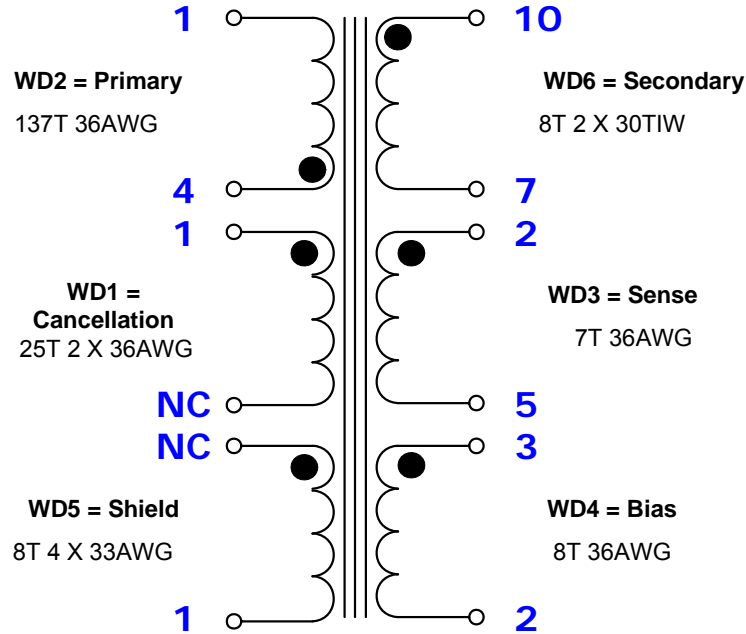 1
10
WD2 = Primary
137T 36AWG
WD6 = Secondary
8T 2 X 30TIW
4
7
1
2
WD1 =
Cancellation
25T 2 X 36AWG
WD3 = Sense
7T 36AWG
NC
5
NC
3
WD5 = Shield
8T 4 X 33AWG
WD4 = Bias
8T 36AWG
1
2